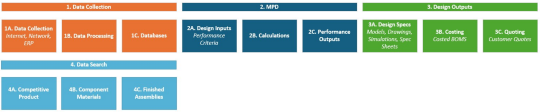 1. Data Collection
2. MPD
3. Design Outputs
1A. Data Collection
Internet, Network,
ERP
1B. Data Processing
1C. Databases
2A. Design Inputs
Performance
Criteria
2B. Calculations
2C. Performance
Outputs
3A. Design Specs
Models, Drawings,
Simulations, Spec
Sheets
3B. Costing
Costed BOMS
5C. Quoting
Customer Quotes
4. Data Search
4A. Competitive
Product
4B. Component
Materials
4C. Finished
Assemblies